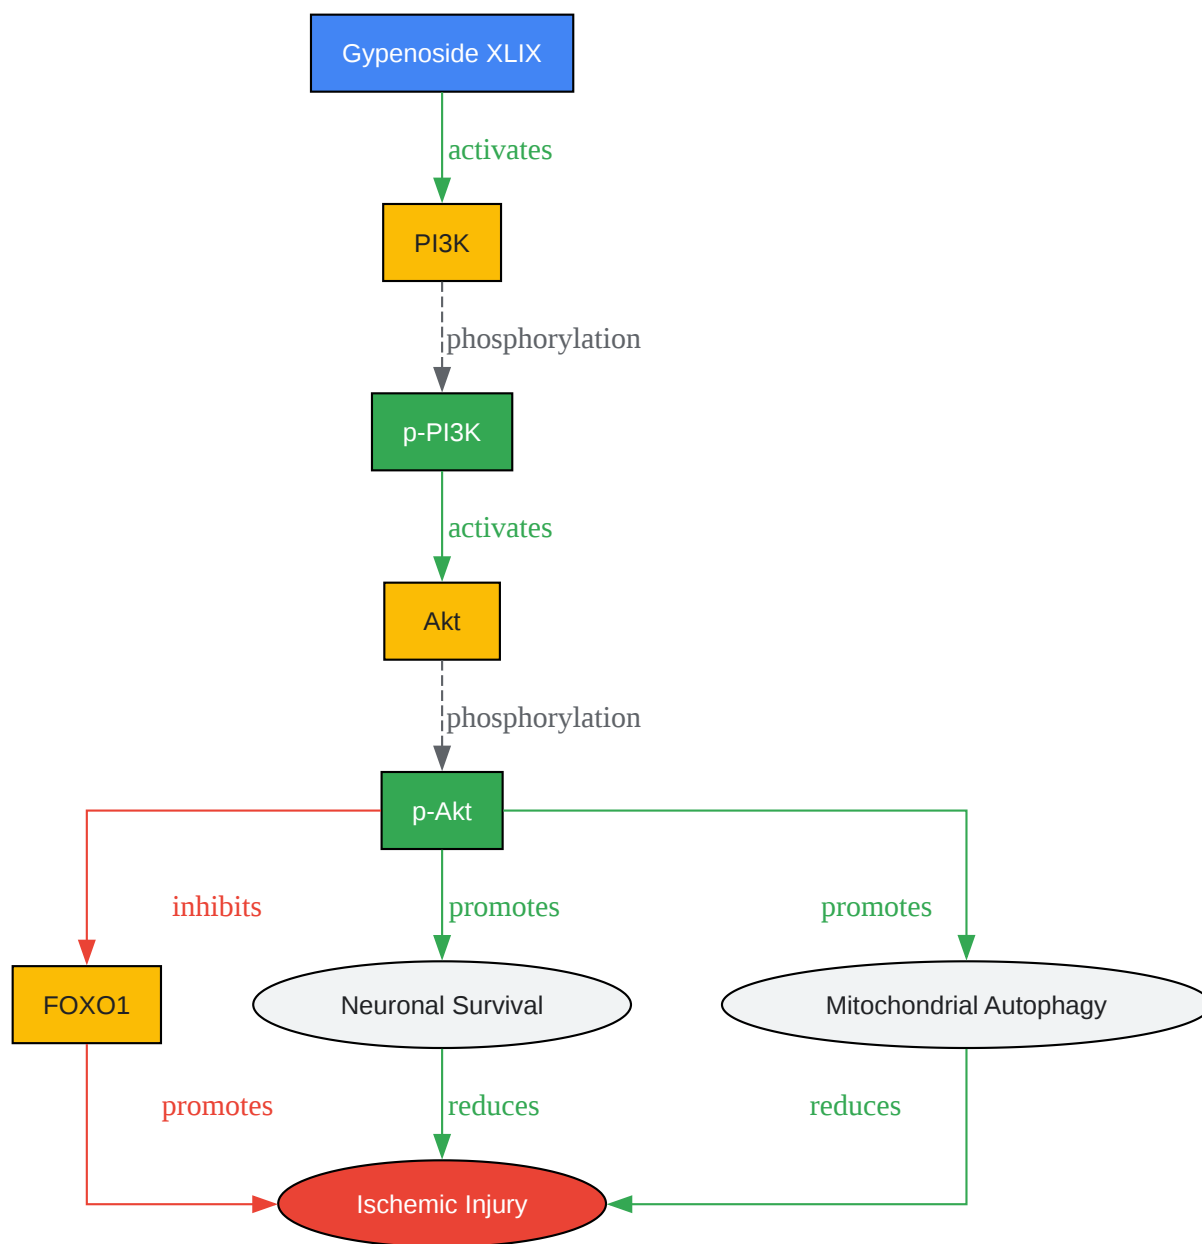 Gypenoside XLIX
activates
PI3K
phosphorylation
p-PI3K
activates
Akt
phosphorylation
p-Akt
inhibits
promotes
promotes
FOXO1
Neuronal Survival
Mitochondrial Autophagy
promotes
reduces
reduces
Ischemic Injury